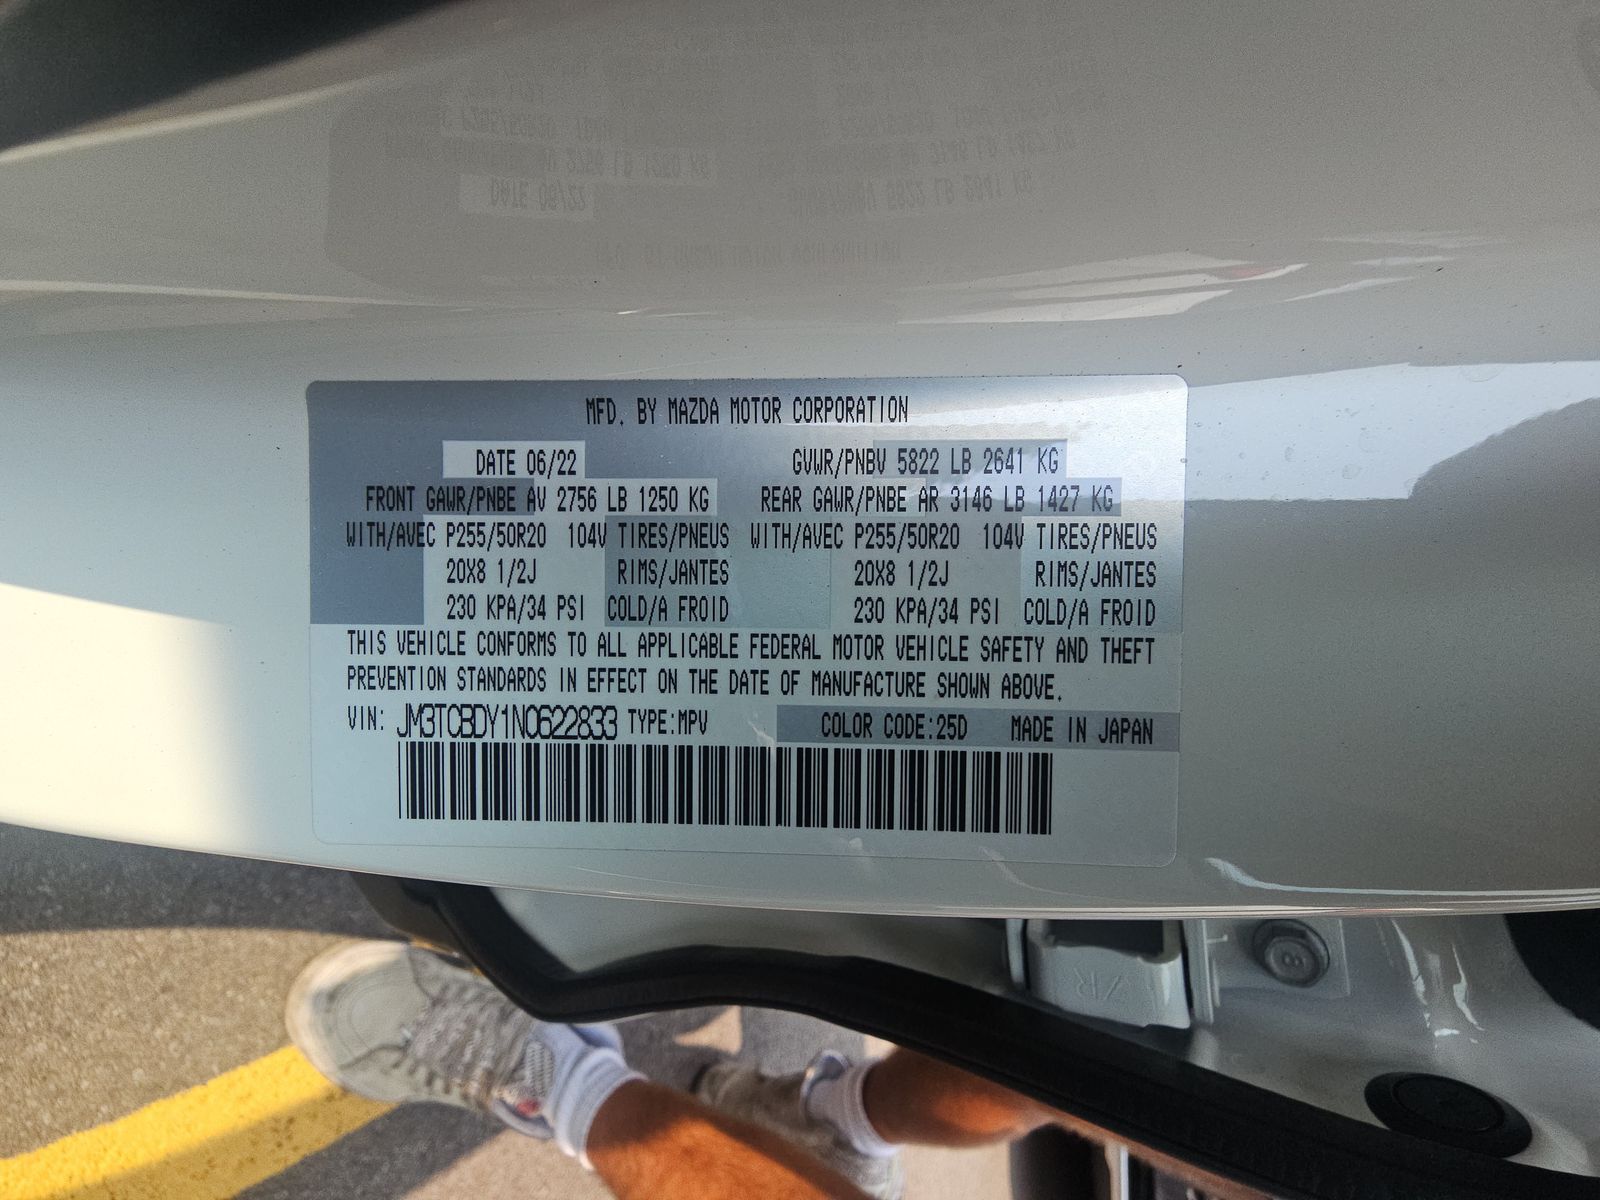 MFD. BY MAZDA MOTOR CORPORATION
DATE 06/22 GVWR/PNBV 5822 LB 2641 KG
FRONT GAWR/PNBE AV 2756 LB 1250 KG REAR GAWR/PNBE AR 3146 LB 1427 KG
WITH/AVEC P255/50R20 104V TIRES/PNEUS WITH/AVEC P255/50R20 104V TIRES/PNEUS
20X8 1/2J RIMS/JANTES 20X8 1/2J RIMS/JANTES
230 KPA/34 PSI COLD/A FROID 230 KPA/34 PSI COLD/A FROID
THIS VEHICLE CONFORMS TO ALL APPLICABLE FEDERAL MOTOR VEHICLE SAFETY AND THEFT
PREVENTION STANDARDS IN EFFECT ON THE DATE OF MANUFACTURE SHOWN ABOVE.
VIN: JM3TCBDY1N0622833 TYPE:MPV COLOR CODE:25D MADE IN JAPAN
8